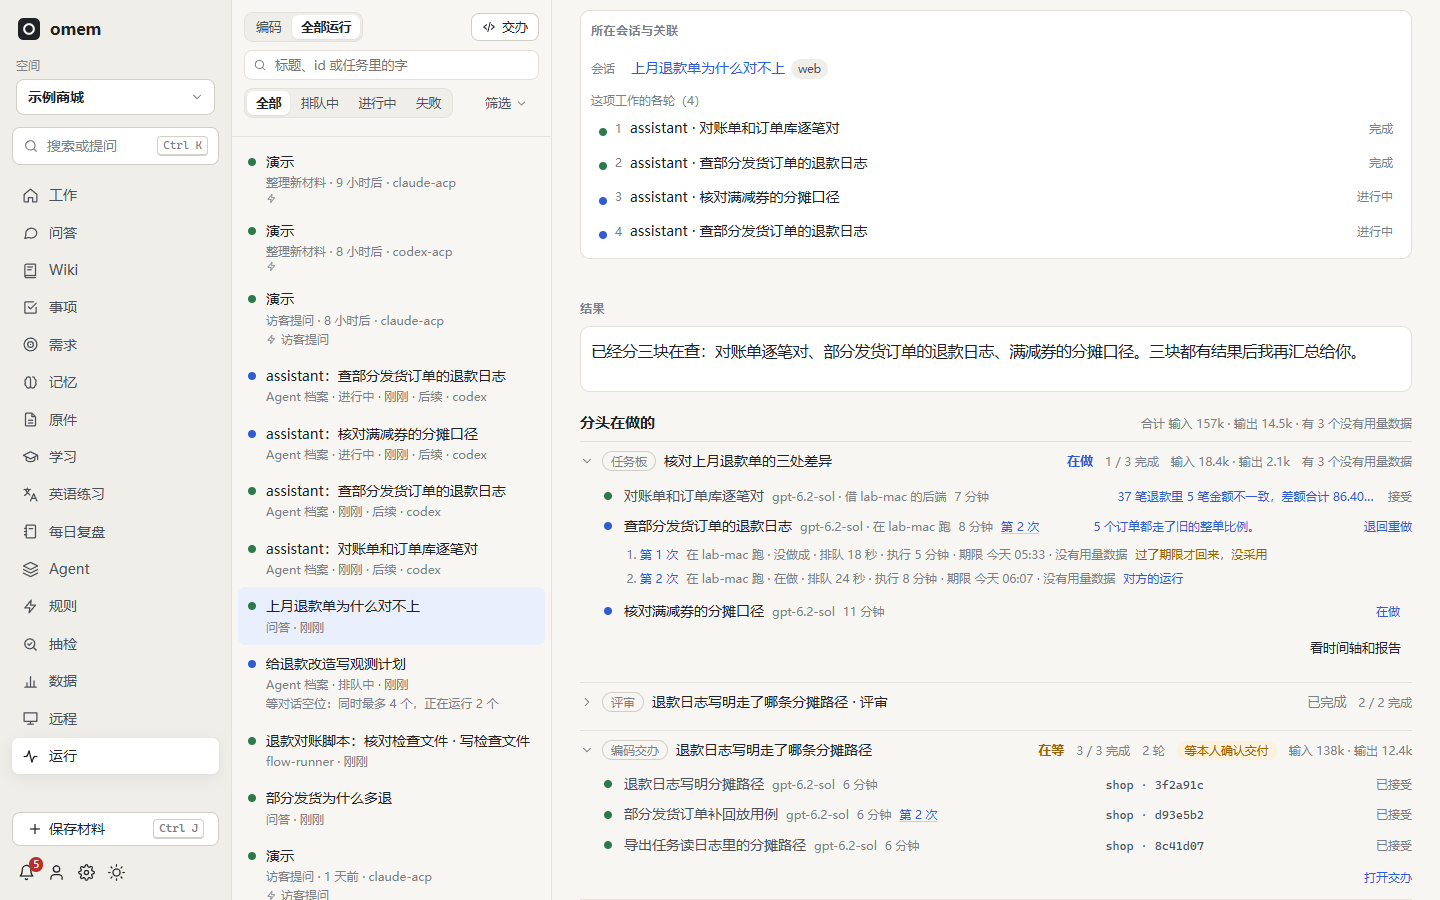 omem
空间
示例商城
搜索或提问 Ctrl K
工作
问答
Wiki
事项
需求
记忆
原件
学习
英语练习
每日复盘
Agent
规则
抽检
数据
远程
运行
保存材料 Ctrl J
5
编码 全部运行 交办
标题、id 或任务里的字
全部 排队中 进行中 失败 筛选
演示
整理新材料 · 9 小时后 · claude-acp
演示
整理新材料 · 8 小时后 · codex-acp
演示
访客提问 · 8 小时后 · claude-acp
访客提问
assistant：查部分发货订单的退款日志
Agent 档案 · 进行中 · 刚刚 · 后续 · codex
assistant：核对满减券的分摊口径
Agent 档案 · 进行中 · 刚刚 · 后续 · codex
assistant：查部分发货订单的退款日志
Agent 档案 · 刚刚 · 后续 · codex
assistant：对账单和订单库逐笔对
Agent 档案 · 刚刚 · 后续 · codex
上月退款单为什么对不上
问答 · 刚刚
给退款改造写观测计划
Agent 档案 · 排队中 · 刚刚
等对话空位：同时最多 4 个，正在运行 2 个
退款对账脚本：核对检查文件 · 写检查文件
flow-runner · 刚刚
部分发货为什么多退
问答 · 刚刚
演示
访客提问 · 1 天前 · claude-acp
访客提问
所在会话与关联
会话 上月退款单为什么对不上 web
这项工作的各轮（4）
1 assistant · 对账单和订单库逐笔对 完成
2 assistant · 查部分发货订单的退款日志 完成
3 assistant · 核对满减券的分摊口径 进行中
4 assistant · 查部分发货订单的退款日志 进行中
结果
已经分三块在查：对账单逐笔对、部分发货订单的退款日志、满减券的分摊口径。三块都有结果后我再汇总给你。
分头在做的 合计 输入 157k · 输出 14.5k · 有 3 个没有用量数据
任务板 核对上月退款单的三处差异 在做 1 / 3 完成 输入 18.4k · 输出 2.1k 有 3 个没有用量数据
对账单和订单库逐笔对 gpt-6.2-sol · 借 lab-mac 的后端 7 分钟 37 笔退款里 5 笔金额不一致，差额合计 86.40... 接受
查部分发货订单的退款日志 gpt-6.2-sol · 在 lab-mac 跑 8 分钟 第 2 次 5 个订单都走了旧的整单比例。 退回重做
1. 第 1 次 在 lab-mac 跑 · 没做成 · 排队 18 秒 · 执行 5 分钟 · 期限 今天 05:33 · 没有用量数据 过了期限才回来，没采用
2. 第 2 次 在 lab-mac 跑 · 在做 · 排队 24 秒 · 执行 8 分钟 · 期限 今天 06:07 · 没有用量数据 对方的运行
核对满减券的分摊口径 gpt-6.2-sol 11 分钟 在做
看时间轴和报告
评审 退款日志写明走了哪条分摊路径 · 评审 已完成 2 / 2 完成
编码交办 退款日志写明走了哪条分摊路径 在等 3 / 3 完成 2 轮 等本人确认交付 输入 138k · 输出 12.4k
退款日志写明分摊路径 gpt-6.2-sol 6 分钟 shop · 3f2a91c 已接受
部分发货订单补回放用例 gpt-6.2-sol 6 分钟 第 2 次 shop · d93e5b2 已接受
导出任务读日志里的分摊路径 gpt-6.2-sol 6 分钟 shop · 8c41d07 已接受
打开交办